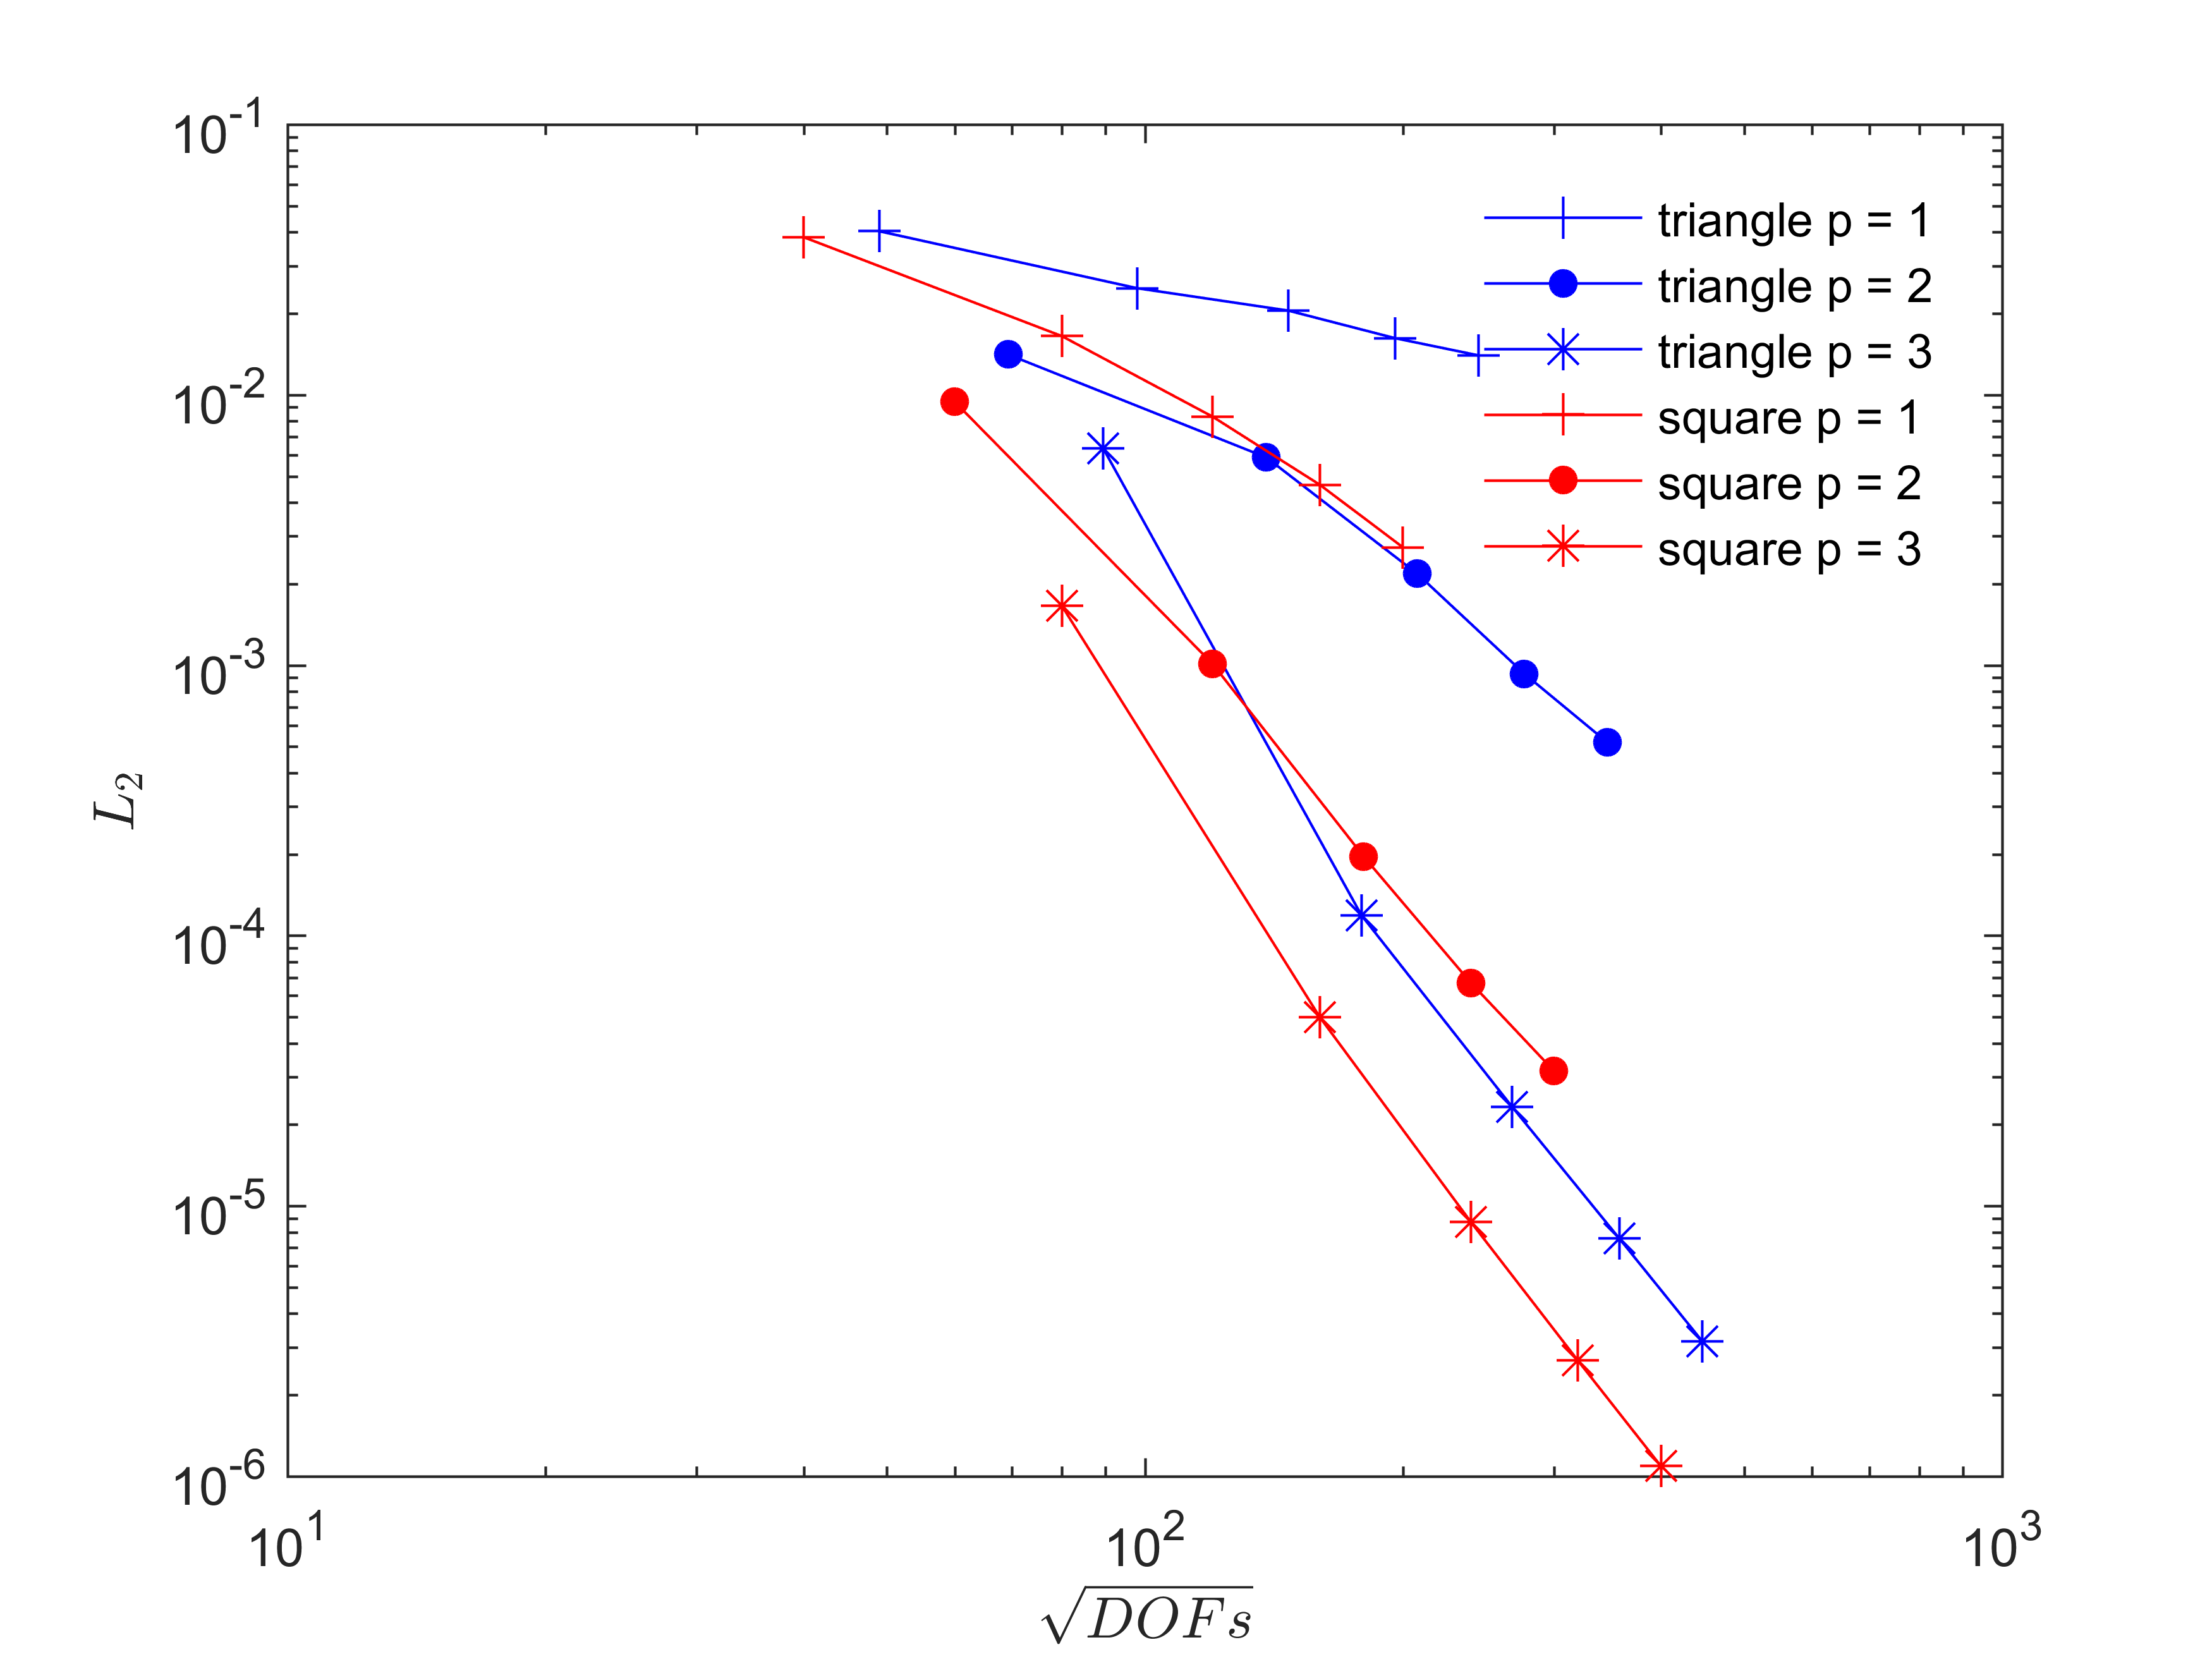 10^-1
10^-2
10^-3
10^-4
10^-5
10^-6
L_2
triangle p = 1
triangle p = 2
triangle p = 3
square p = 1
square p = 2
square p = 3
10^1 10^2 10^3
√DOFs